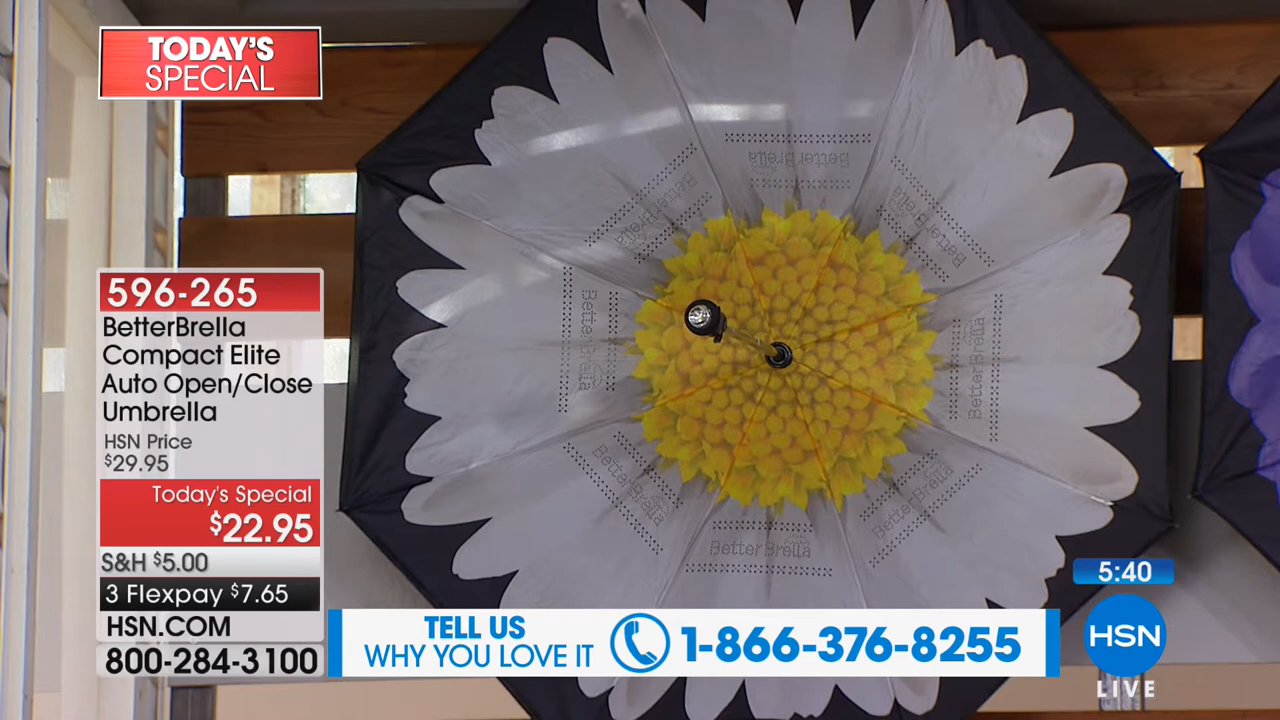 TODAY'S
SPECIAL
596-265
BetterBrella
Compact Elite
Auto Open/Close
Umbrella
HSN Price
$29.95
Today's Special
$22.95
S&H $5.00
3 Flexpay $7.65
HSN.COM
800-284-3100
BetterBrella
BetterBrella
BetterBrella
BetterBrella
BetterBrella
BetterBrella
BetterBrella
BetterBrella
TELL US
WHY YOU LOVE IT
1-866-376-8255
5:40
HSN
LIVE